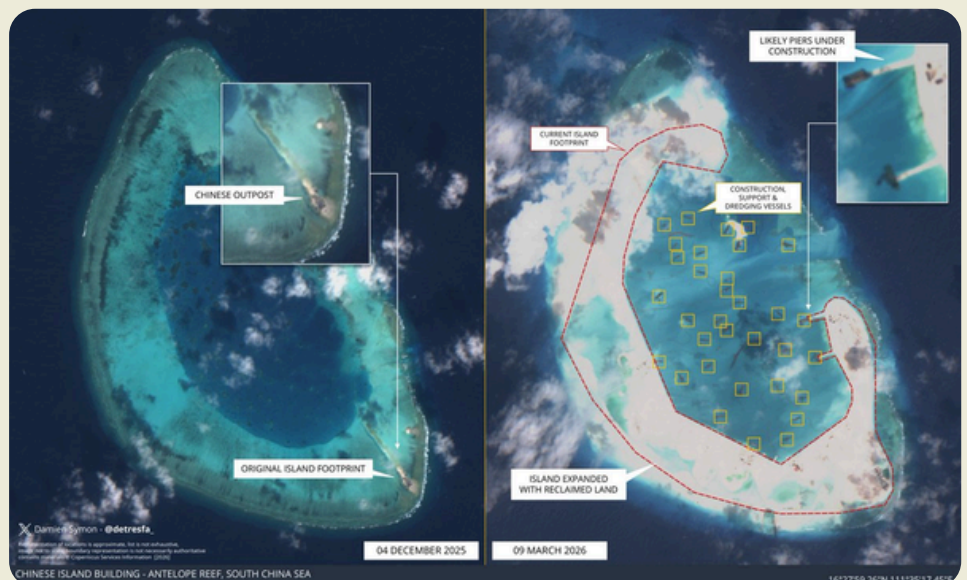 LIKELY PIERS UNDER
CONSTRUCTION
CURRENT ISLAND
FOOTPRINT
CHINESE OUTPOST
CONSTRUCTION,
SUPPORT &
DREDGING VESSELS
ORIGINAL ISLAND FOOTPRINT
ISLAND EXPANDED
WITH RECLAIMED LAND
Damien Symon - @detresfa_
04 DECEMBER 2025
09 MARCH 2026
CHINESE ISLAND BUILDING - ANTELOPE REEF, SOUTH CHINA SEA